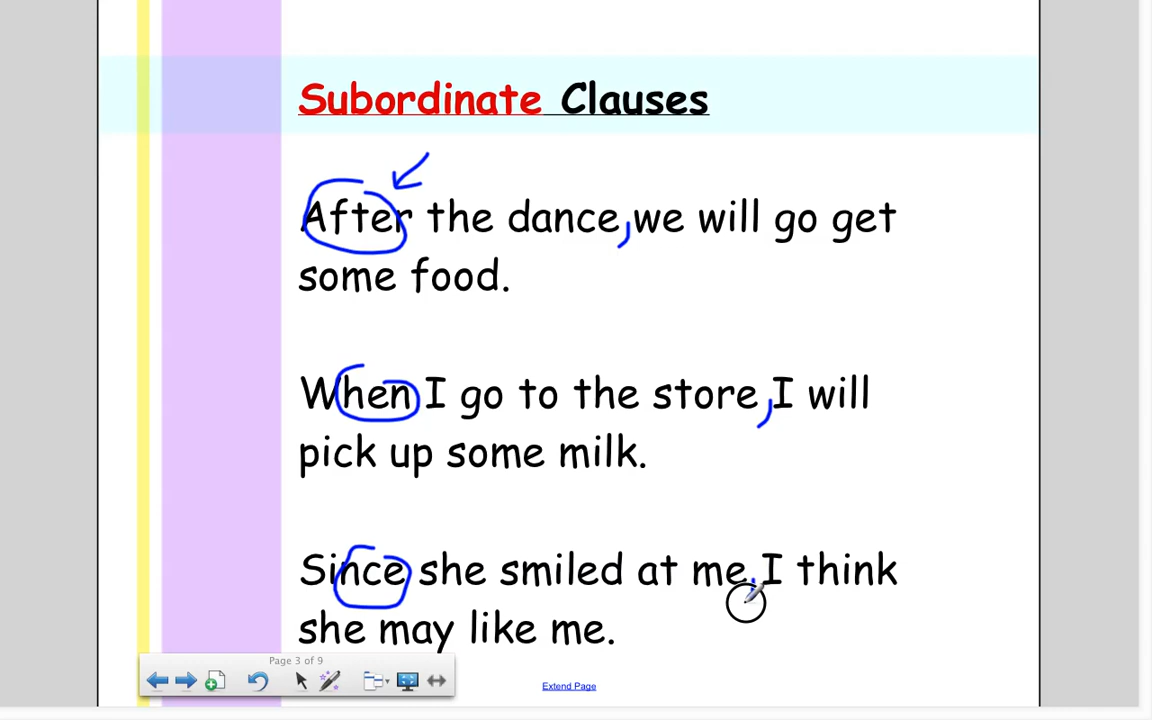 Subordinate Clauses
After the dance, we will go get
some food.
When I go to the store, I will
pick up some milk.
Since she smiled at me, I think
she may like me.
Page 3 of 9
Extend Page